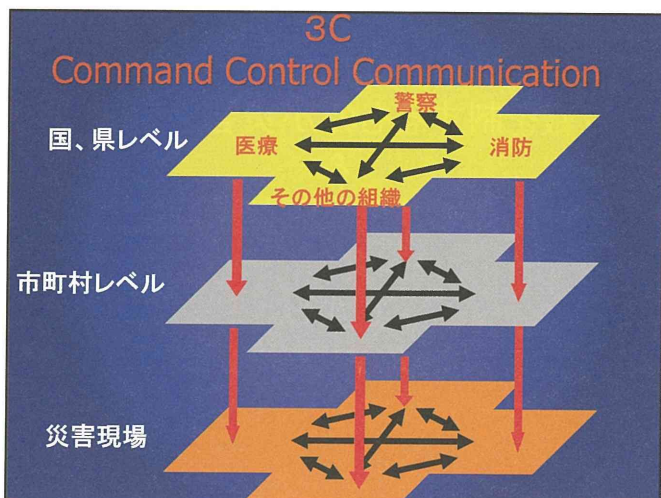 3C
Command Control Communication
国、県レベル
警察
医療
消防
その他の組織
市町村レベル
災害現場